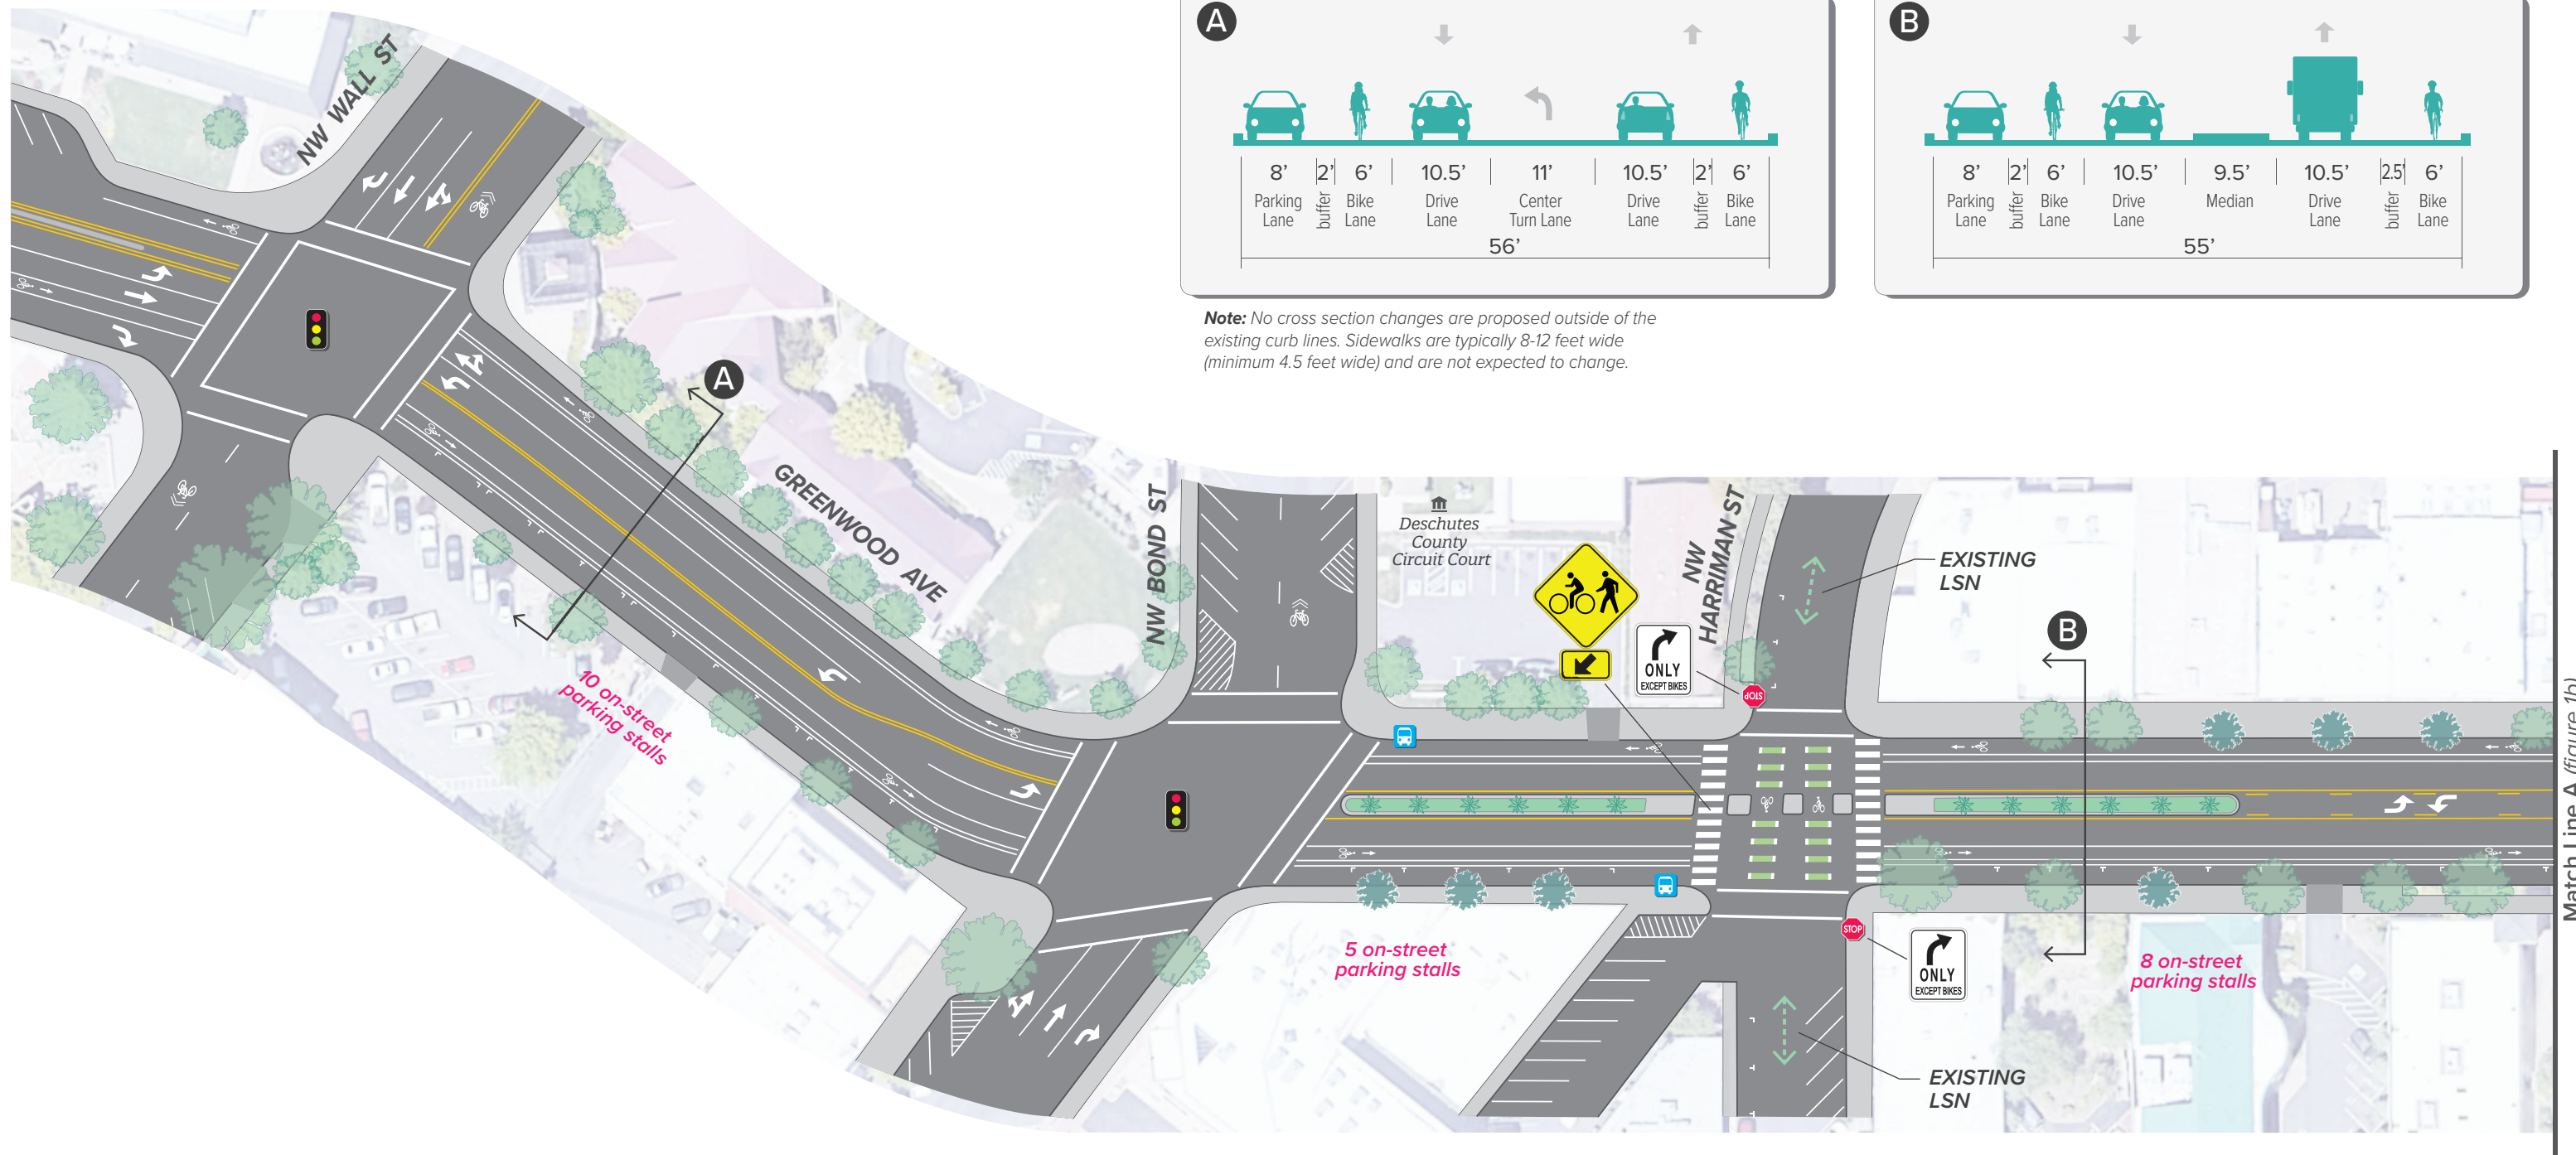 A
8’ 2’ 6’ 10.5’ 11’ 10.5’ 2’ 6’
Parking Lane
buffer
Bike Lane
Drive Lane
Center Turn Lane
Drive Lane
buffer
Bike Lane
56’
B
8’ 2’ 6’ 10.5’ 9.5’ 10.5’ 2.5’ 6’
Parking Lane
buffer
Bike Lane
Drive Lane
Median
Drive Lane
buffer
Bike Lane
55’
Note: No cross section changes are proposed outside of the
existing curb lines. Sidewalks are typically 8-12 feet wide
(minimum 4.5 feet wide) and are not expected to change.
NW WALL ST
A
GREENWOOD AVE
10 on-street
parking stalls
NW BOND ST
Deschutes
County
Circuit Court
NW
HARRIMAN ST
ONLY
EXCEPT BIKES
STOP
EXISTING
LSN
B
5 on-street
parking stalls
STOP
ONLY
EXCEPT BIKES
8 on-street
parking stalls
EXISTING
LSN
Match Line A (figure 1b)